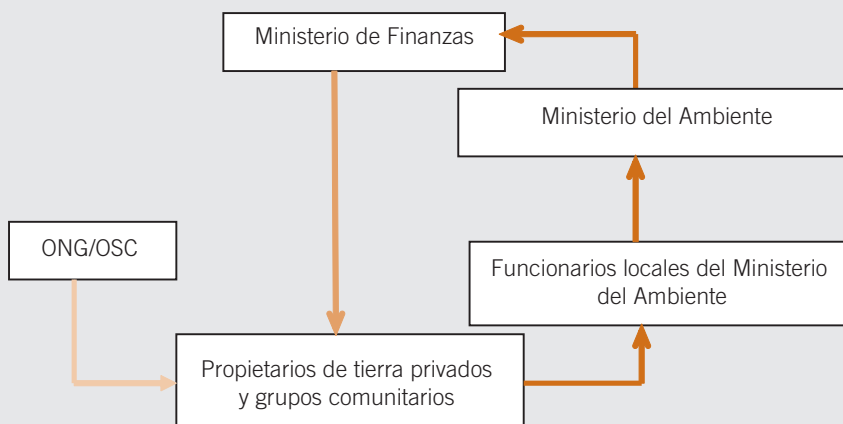 Ministerio de Finanzas
Ministerio del Ambiente
ONG/OSC
Funcionarios locales del Ministerio
del Ambiente
Propietarios de tierra privados
y grupos comunitarios